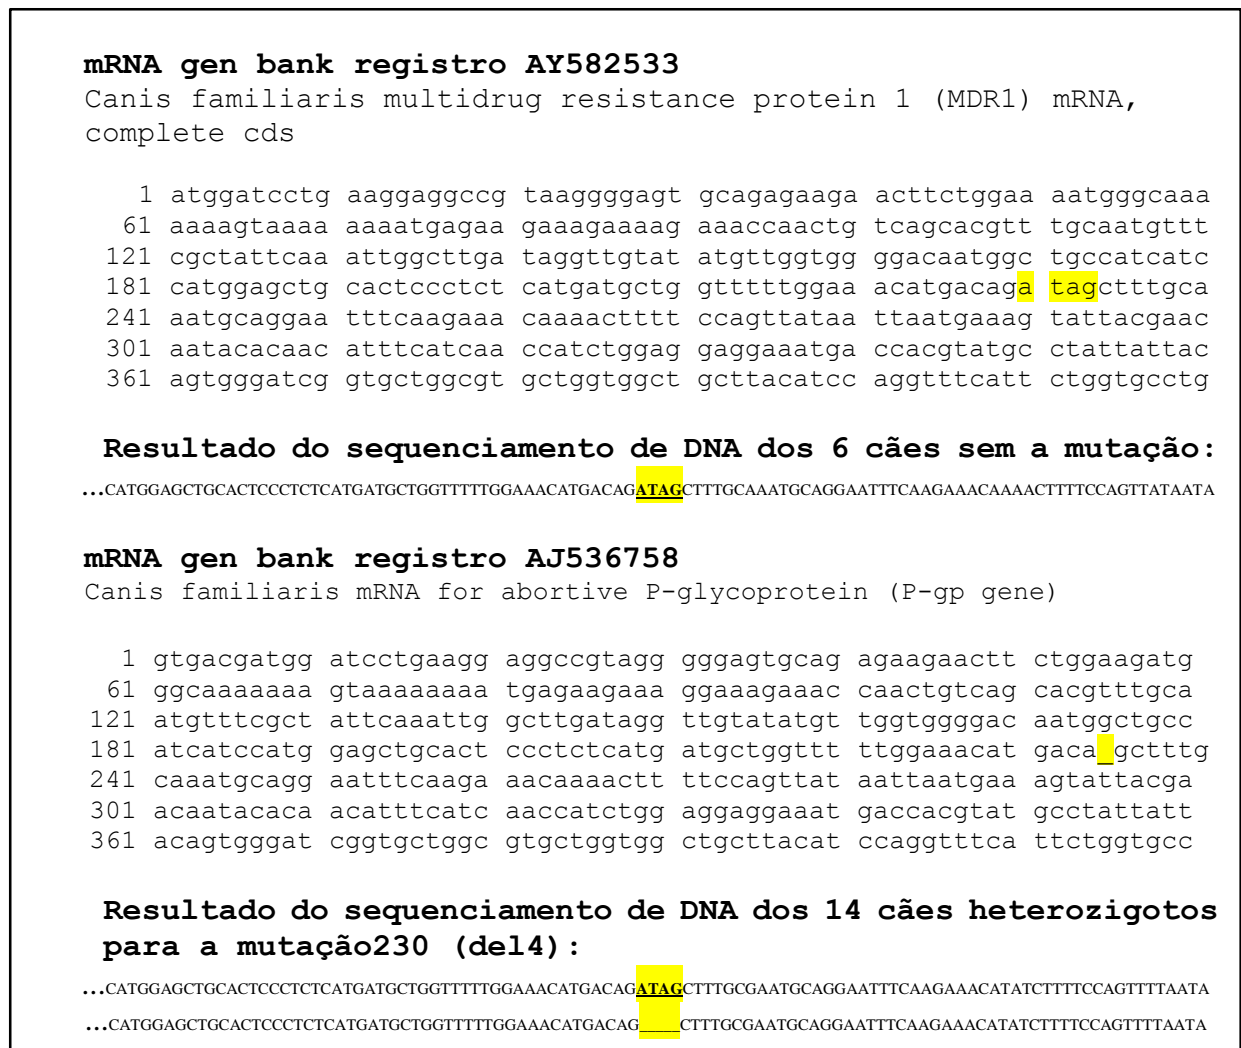 mRNA gen bank registro AY582533
Canis familiaris multidrug resistance protein 1 (MDR1) mRNA,
complete cds
1 atggatcctg aaggaggccg taaggggagt gcagagaaga acttctggaa aatgggcaaa
61 aaaagtaaaa aaaatgagaa gaaagaaaag aaaccaactg tcagcacgtt tgcaatgttt
121 cgctattcaa attggcttga taggttgtat atgttggtgg ggacaatggc tgccatcatc
181 catggagctg cactccctct catgatgctg gtttttggaa acatgacaga tagctttgca
241 aatgcaggaa tttcaagaaa caaaactttt ccagttataa ttaatgaaag tattacgaac
301 aatacacaac atttcatcaa ccatctggag gaggaaatga ccacgtatgc ctattattac
361 agtgggatcg gtgctggcgt gctggtggct gcttacatcc aggtttcatt ctggtgcctg
Resultado do sequenciamento de DNA dos 6 cães sem a mutação:
...CATGGAGCTGCACTCCCTCTCATGATGCTGGTTTTTGGAAACATGACAGATAGCTTTGCAAATGCAGGAATTTCAAGAAACAAAACTTTTCCAGTTATAATA
mRNA gen bank registro AJ536758
Canis familiaris mRNA for abortive P-glycoprotein (P-gp gene)
1 gtgacgatgg atcctgaagg aggccgtagg gggagtgcag agaagaactt ctggaagatg
61 ggcaaaaaaa gtaaaaaaaa tgagaagaaa ggaaagaaac caactgtcag cacgtttgca
121 atgtttcgct attcaaattg gcttgatagg ttgtatatgt tggtggggac aatggctgcc
181 atcatccatg gagctgcact ccctctcatg atgctggttt ttggaaacat gaca_gctttg
241 caaatgcagg aatttcaaga aacaaaactt ttccagttat aattaatgaa agtattacga
301 acaatacaca acatttcatc aaccatctgg aggaggaaat gaccacgtat gcctattatt
361 acagtgggat cggtgctggc gtgctggtgg ctgcttacat ccaggtttca ttctggtgcc
Resultado do sequenciamento de DNA dos 14 cães heterozigotos
para a mutação230 (del4):
...CATGGAGCTGCACTCCCTCTCATGATGCTGGTTTTTGGAAACATGACAGATAGCTTTGCGAATGCAGGAATTTCAAGAAACATATCTTTTCCAGTTTTAATA
...CATGGAGCTGCACTCCCTCTCATGATGCTGGTTTTTGGAAACATGACAG____CTTTGCGAATGCAGGAATTTCAAGAAACATATCTTTTCCAGTTTTAATA